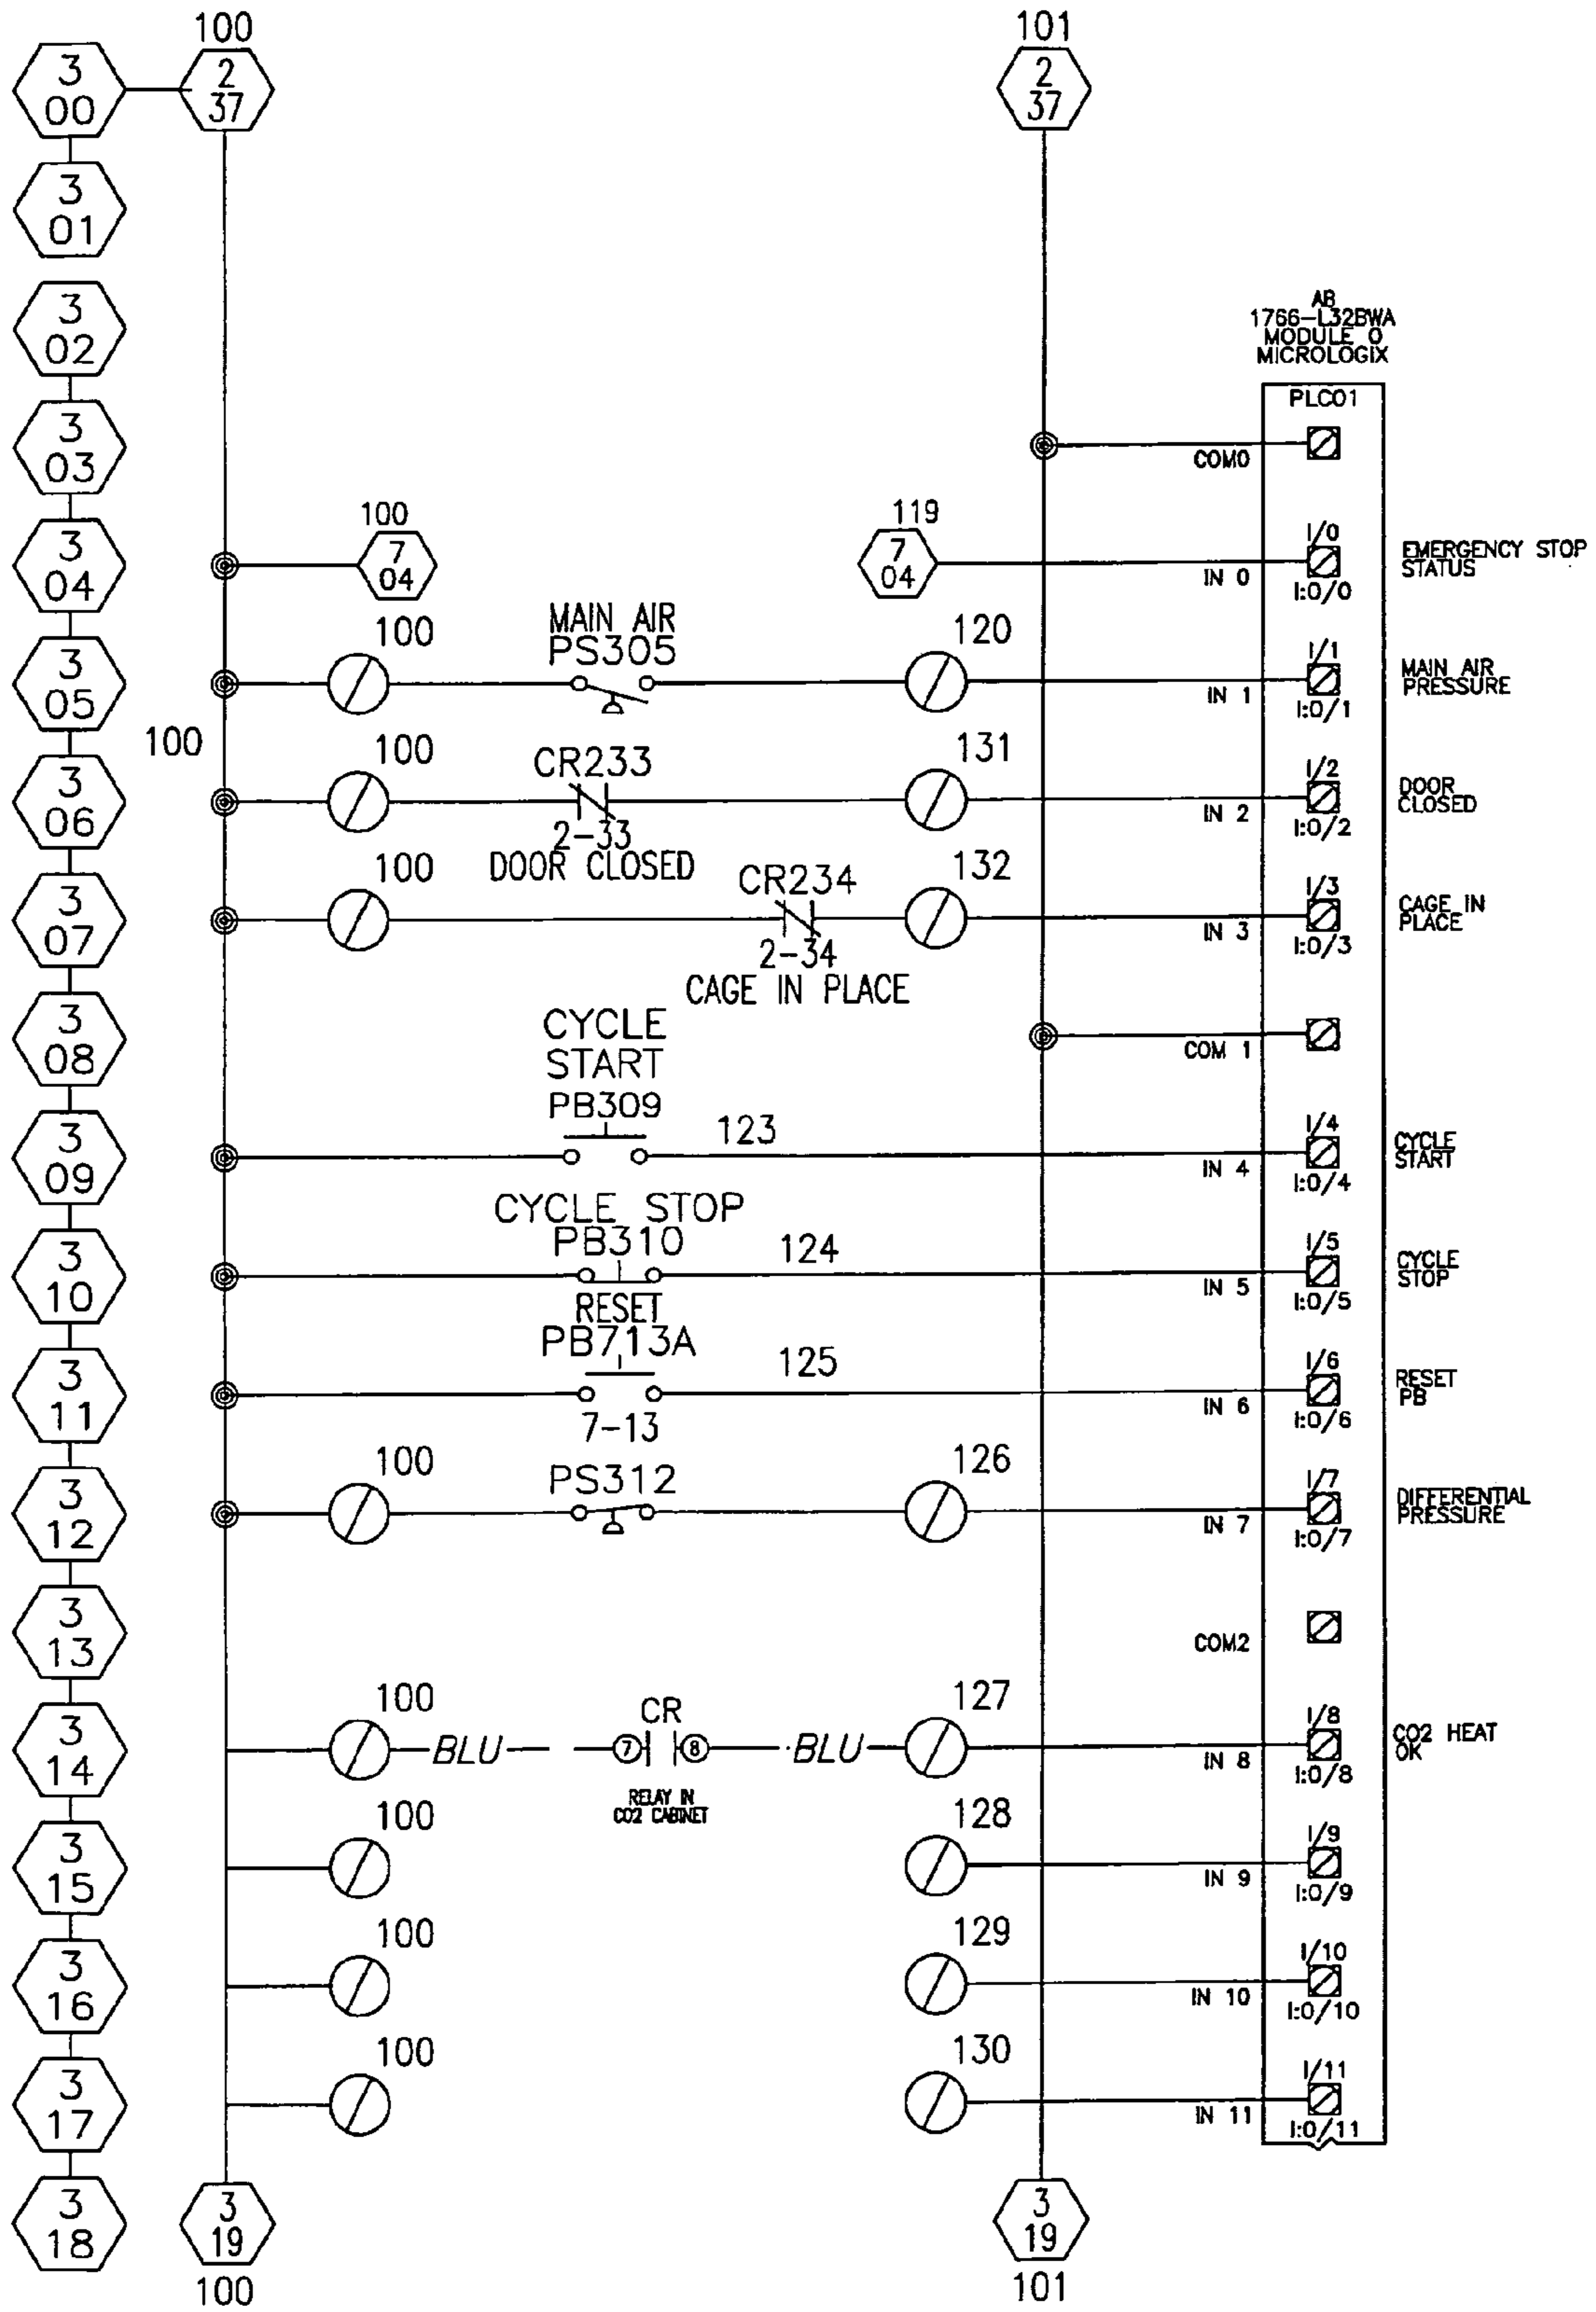 100
101
3
00
2
37
2
37
3
01
3
02
AB
1766-L32BWA
MODULE 0
MICROLOGIX
PLC01
3
03
COM0
3
04
100
7
04
119
7
04
IN 0
I/0
I:0/0
EMERGENCY STOP
STATUS
3
05
100
MAIN AIR
PS305
120
IN 1
I/1
I:0/1
MAIN AIR
PRESSURE
100
3
06
100
CR233
2-33
DOOR CLOSED
131
IN 2
I/2
I:0/2
DOOR
CLOSED
3
07
100
CR234
2-34
CAGE IN PLACE
132
IN 3
I/3
I:0/3
CAGE IN
PLACE
3
08
COM 1
3
09
CYCLE
START
PB309
123
IN 4
I/4
I:0/4
CYCLE
START
3
10
CYCLE STOP
PB310
124
IN 5
I/5
I:0/5
CYCLE
STOP
3
11
RESET
PB713A
7-13
125
IN 6
I/6
I:0/6
RESET
PB
3
12
100
PS312
126
IN 7
I/7
I:0/7
DIFFERENTIAL
PRESSURE
3
13
COM2
3
14
100
BLU
CR
7
8
RELAY IN
CO2 CABINET
BLU
127
IN 8
I/8
I:0/8
CO2 HEAT
OK
3
15
100
128
IN 9
I/9
I:0/9
3
16
100
129
IN 10
I/10
I:0/10
3
17
100
130
IN 11
I/11
I:0/11
3
18
3
19
100
3
19
101